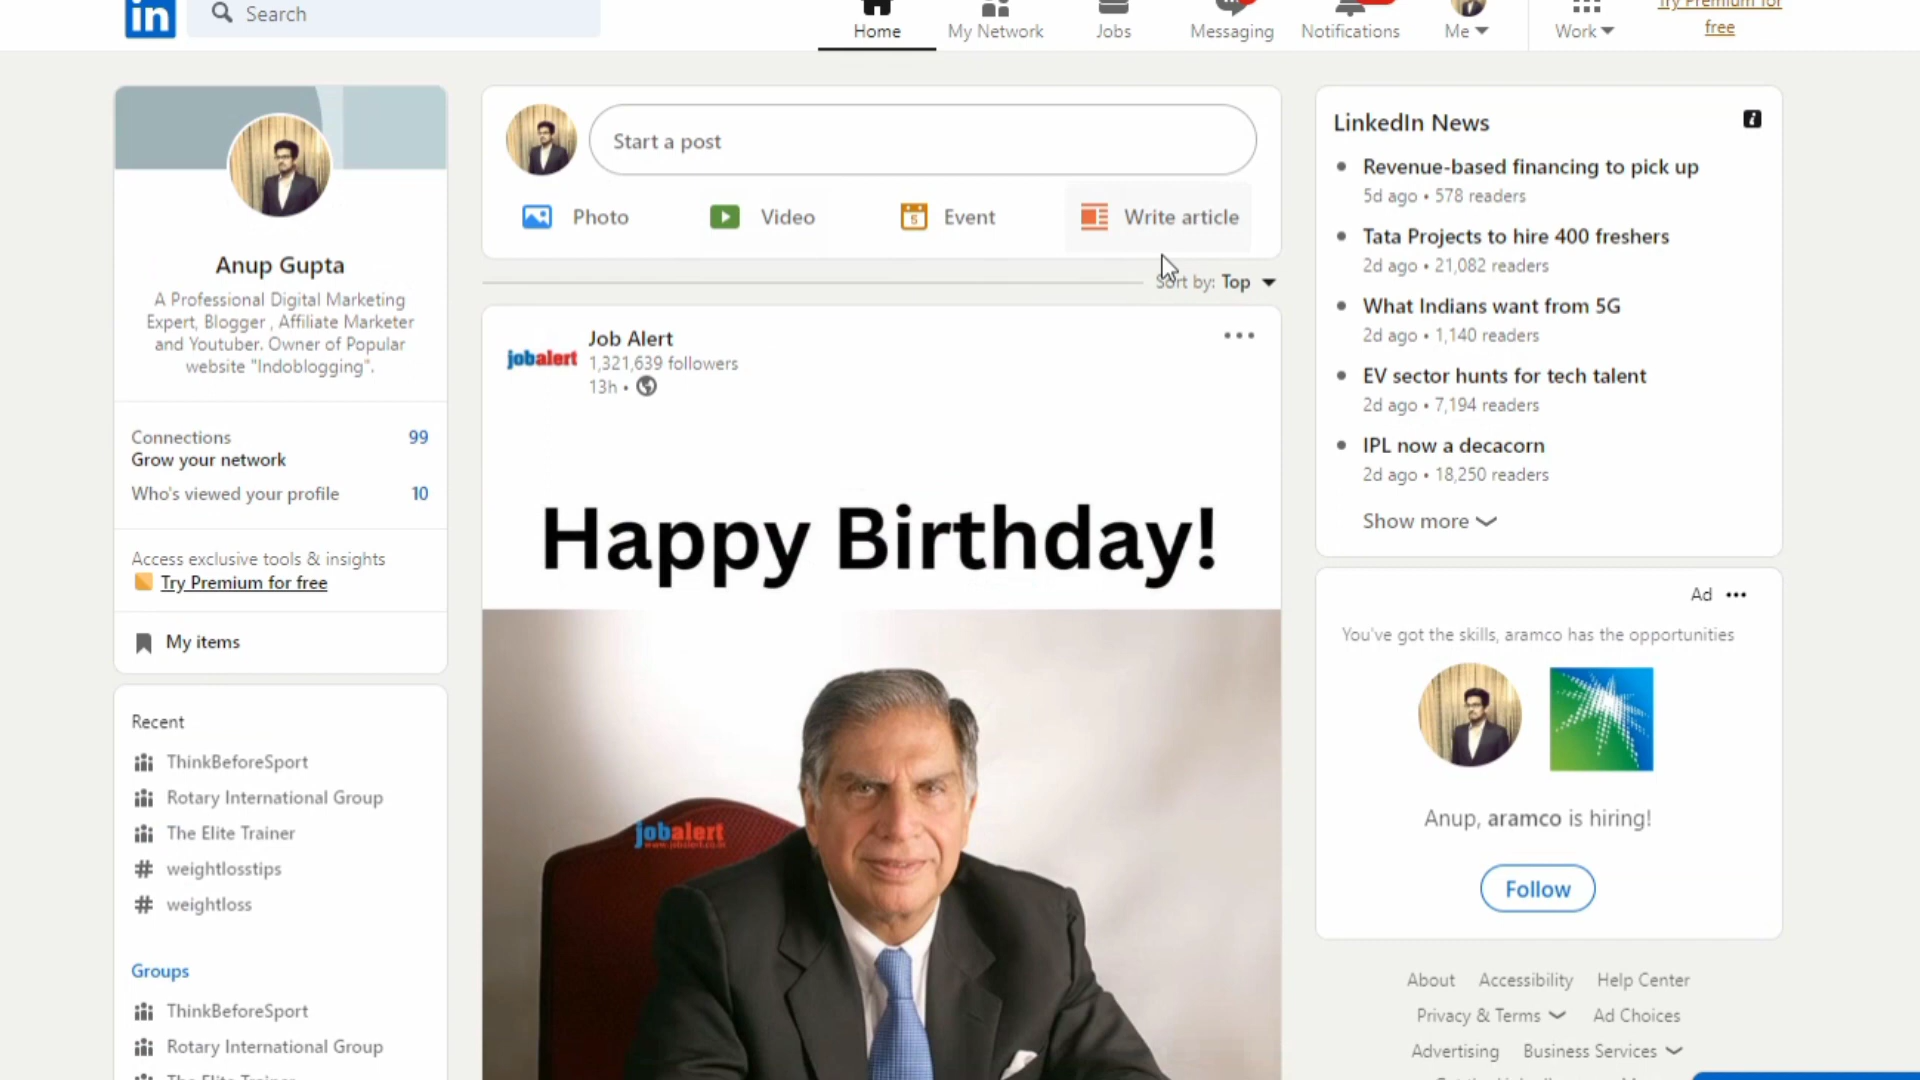 in
Search
Home
My Network
Jobs
Messaging
Notifications
Me
Work
Try Premium for
free
Anup Gupta
A Professional Digital Marketing
Expert, Blogger , Affiliate Marketer
and Youtuber. Owner of Popular
website "Indoblogging".
Connections 99
Grow your network
Who's viewed your profile 10
Access exclusive tools & insights
Try Premium for free
My items
Recent
ThinkBeforeSport
Rotary International Group
The Elite Trainer
# weightlosstips
# weightloss
Groups
ThinkBeforeSport
Rotary International Group
The Elite Trainer
Start a post
Photo
Video
5
Event
Write article
Sort by: Top
jobalert
Job Alert
1,321,639 followers
13h •
Happy Birthday!
jobalert
LinkedIn News
Revenue-based financing to pick up
5d ago • 578 readers
Tata Projects to hire 400 freshers
2d ago • 21,082 readers
What Indians want from 5G
2d ago • 1,140 readers
EV sector hunts for tech talent
2d ago • 7,194 readers
IPL now a decacorn
2d ago • 18,250 readers
Show more
Ad
You've got the skills, aramco has the opportunities
Anup, aramco is hiring!
Follow
About Accessibility Help Center
Privacy & Terms Ad Choices
Advertising Business Services